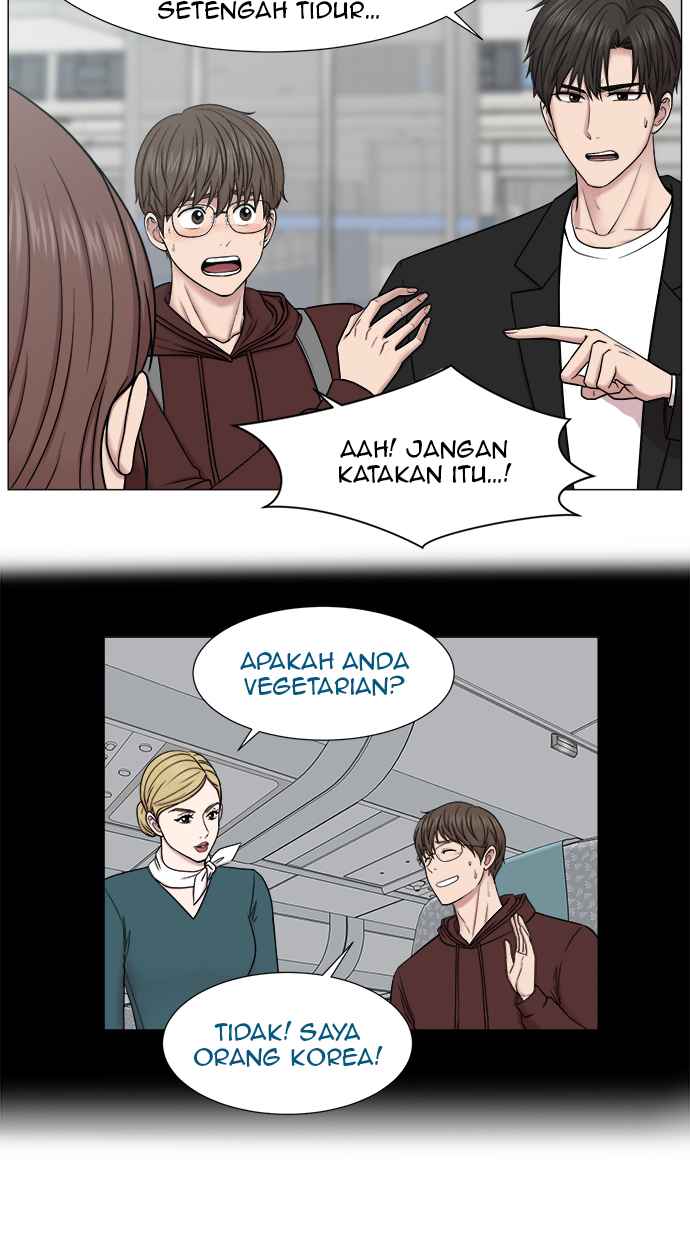 SETENGAH TIDUR...
AAH! JANGAN
KATAKAN ITU...!
APAKAH ANDA
VEGETARIAN?
TIDAK! SAYA
ORANG KOREA!